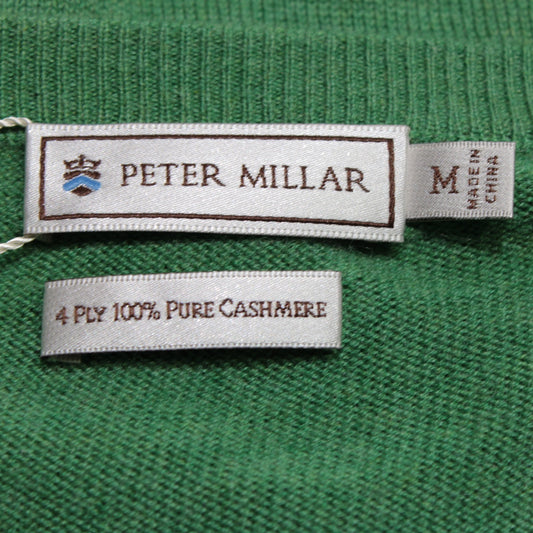 PETER MILLAR
M
MADE IN
CHINA
4 PLY 100% PURE CASHMERE